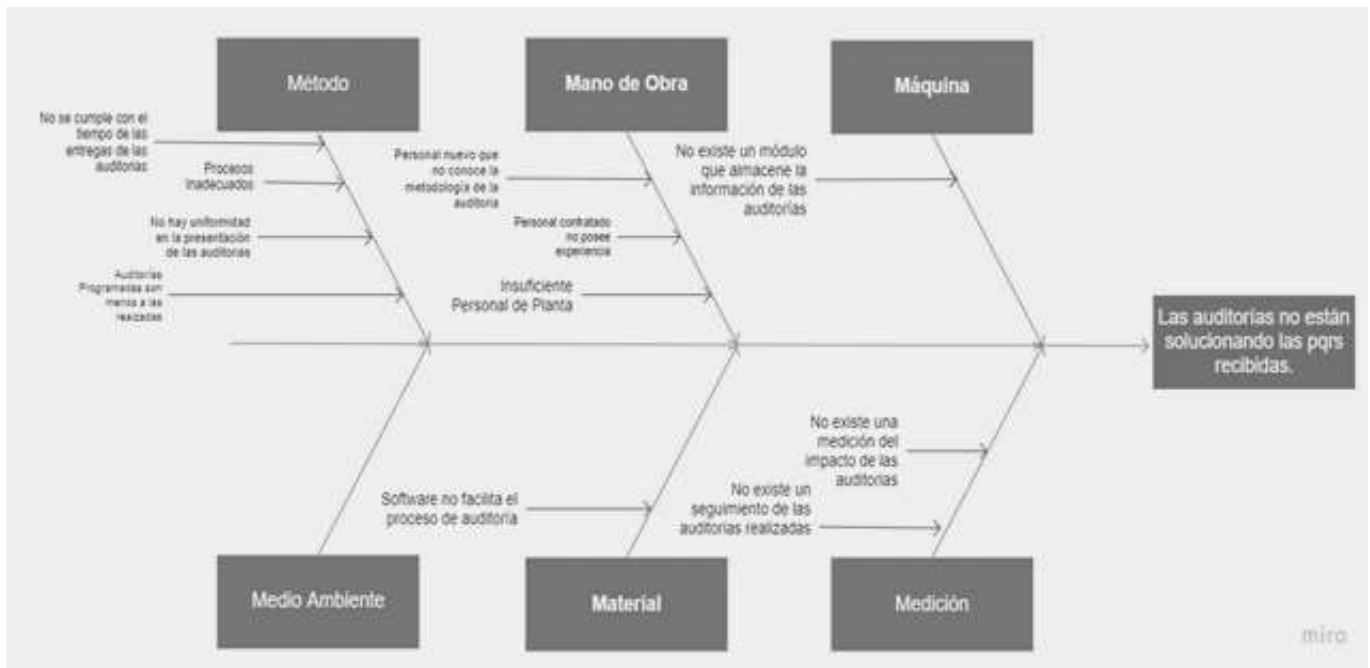 Método
Mano de Obra
Máquina
No se cumple con el
tiempo de las
entregas de las
auditorias
Procesos
Inadecuados
No hay uniformidad
en la presentación
de las auditorias
Auditorías
Programadas son
menos a las
realizadas
Personal nuevo que
no conoce la
metodología de la
auditoria
Personal contratado
no posee
experiencia
Insuficiente
Personal de Planta
No existe un módulo
que almacene la
información de las
auditorías
Las auditorías no están
solucionando las pqrs
recibidas.
Software no facilita el
proceso de auditoría
No existe una
medición del
impacto de las
auditorias
No existe un
seguimiento de las
auditorias realizadas
Medio Ambiente
Material
Medición
miro